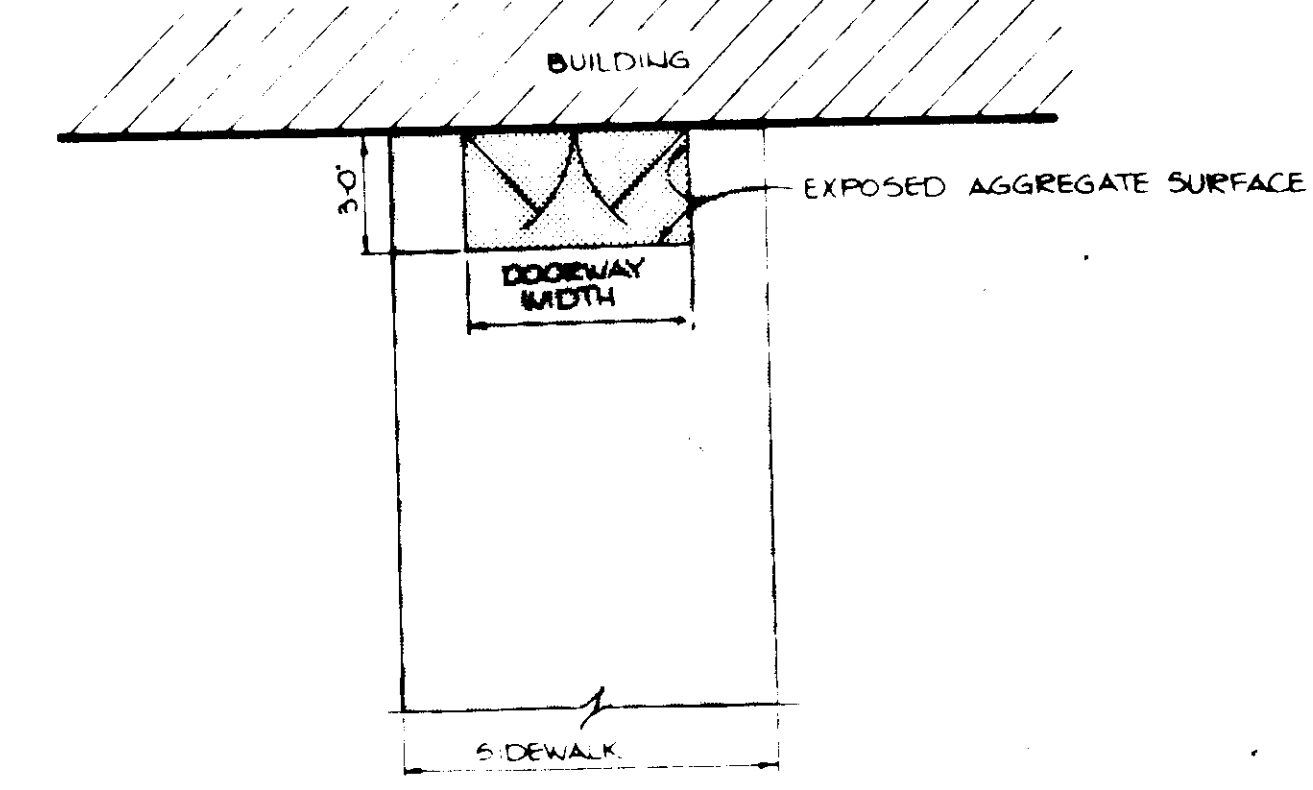 BUILDING
3'-0"
EXPOSED AGGREGATE SURFACE
DOORWAY
WIDTH
SIDEWALK